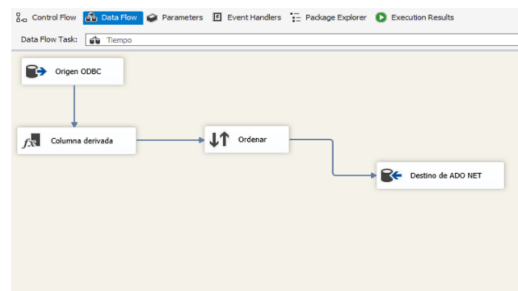 Control Flow Data Flow Parameters Event Handlers Package Explorer Execution Results
Data Flow Task: Tiempo
Origen ODBC
Columna derivada Ordenar
Destino de ADO NET